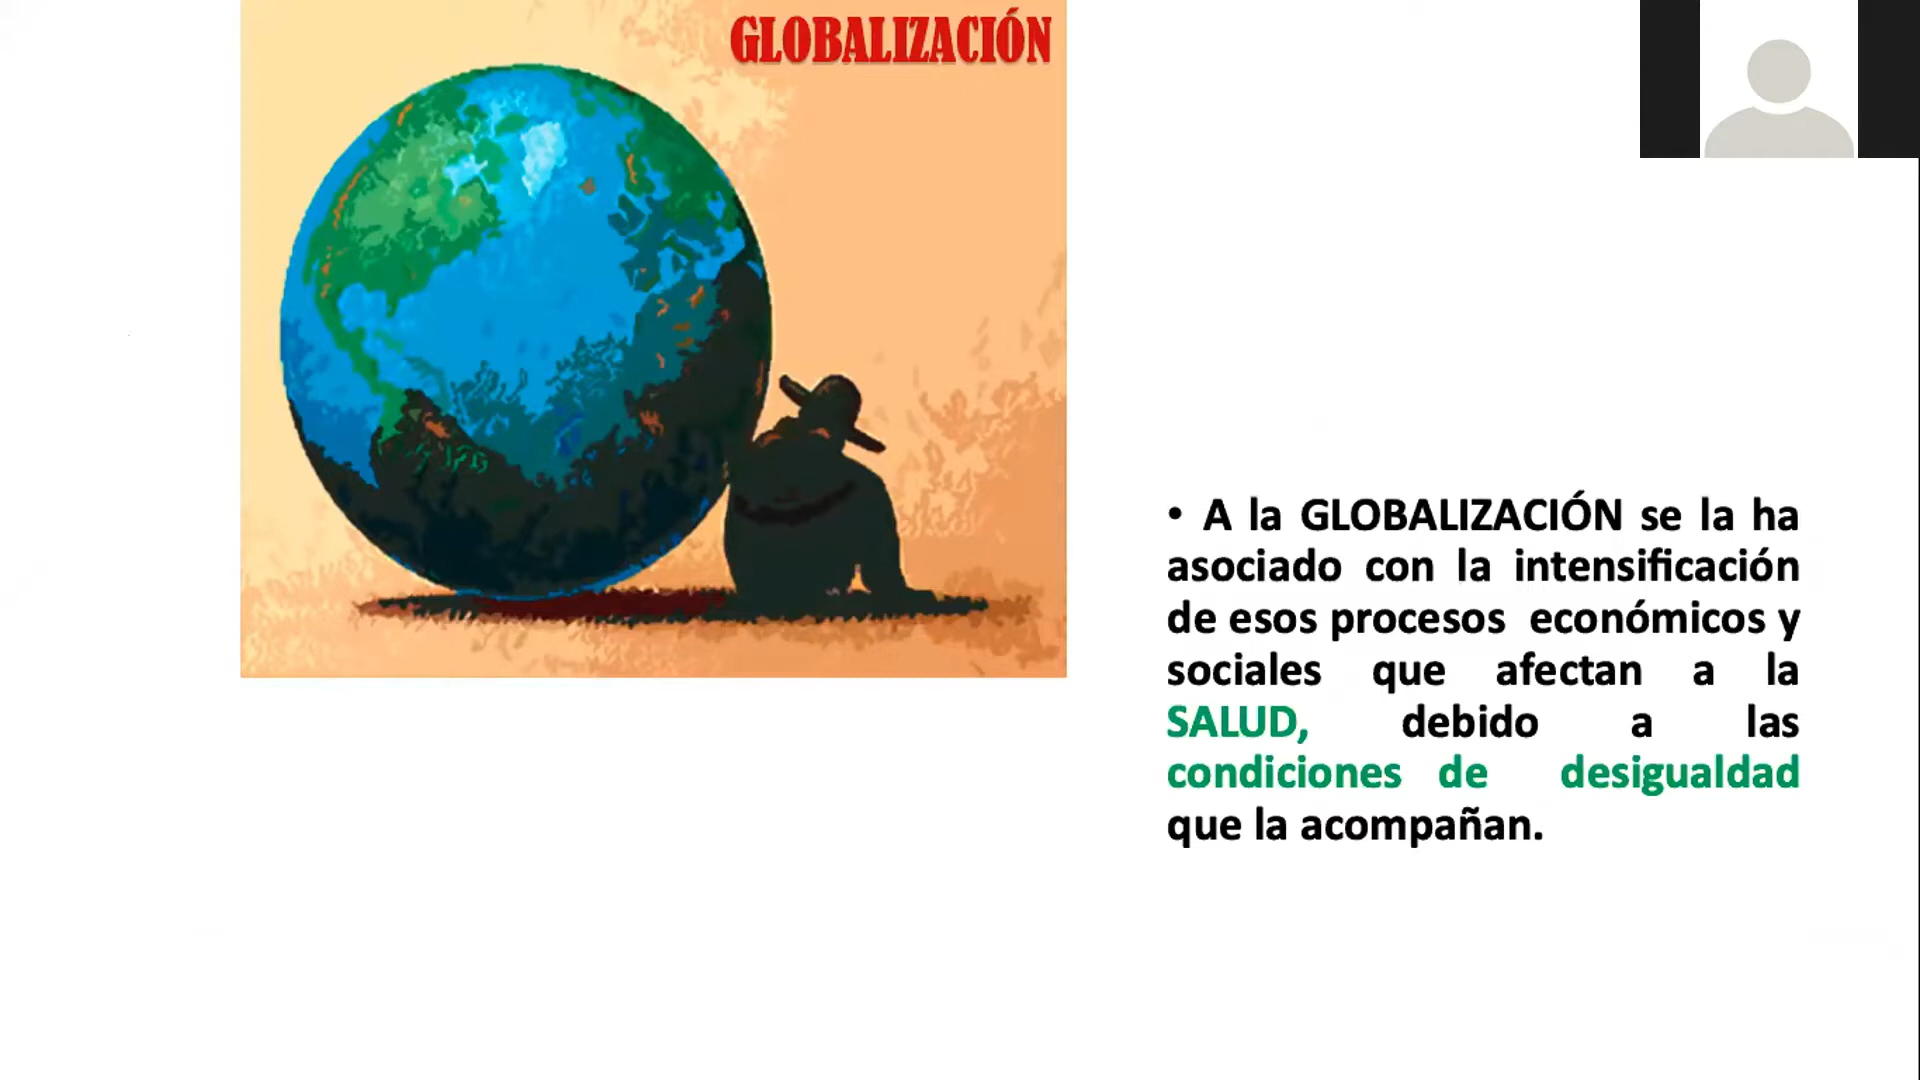 GLOBALIZACIÓN
• A la GLOBALIZACIÓN se la ha
asociado con la intensificación
de esos procesos económicos y
sociales que afectan a la
SALUD, debido a las
condiciones de desigualdad
que la acompañan.